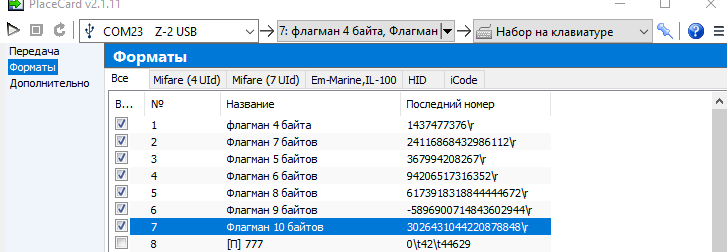 PlaceCard v2.1.11
COM23 Z-2 USB
7: флагман 4 байта, Флагман
Набор на клавиатуре
Передача
Форматы
Дополнительно
Форматы
Все Mifare (4 UId) Mifare (7 UId) Em-Marine,IL-100 HID iCode
В... № Название Последний номер
1 флагман 4 байта 1437477376\r
2 Флагман 7 байтов 24116868432986112\r
3 Флагман 5 байтов 367994208267\r
4 Флагман 6 байтов 94206517316352\r
5 Флагман 8 байтов 6173918318844444672\r
6 Флагман 9 байтов -5896900714843602944\r
7 Флагман 10 байтов 3026431044220878848\r
8 [П] 777 0\t42\t44629